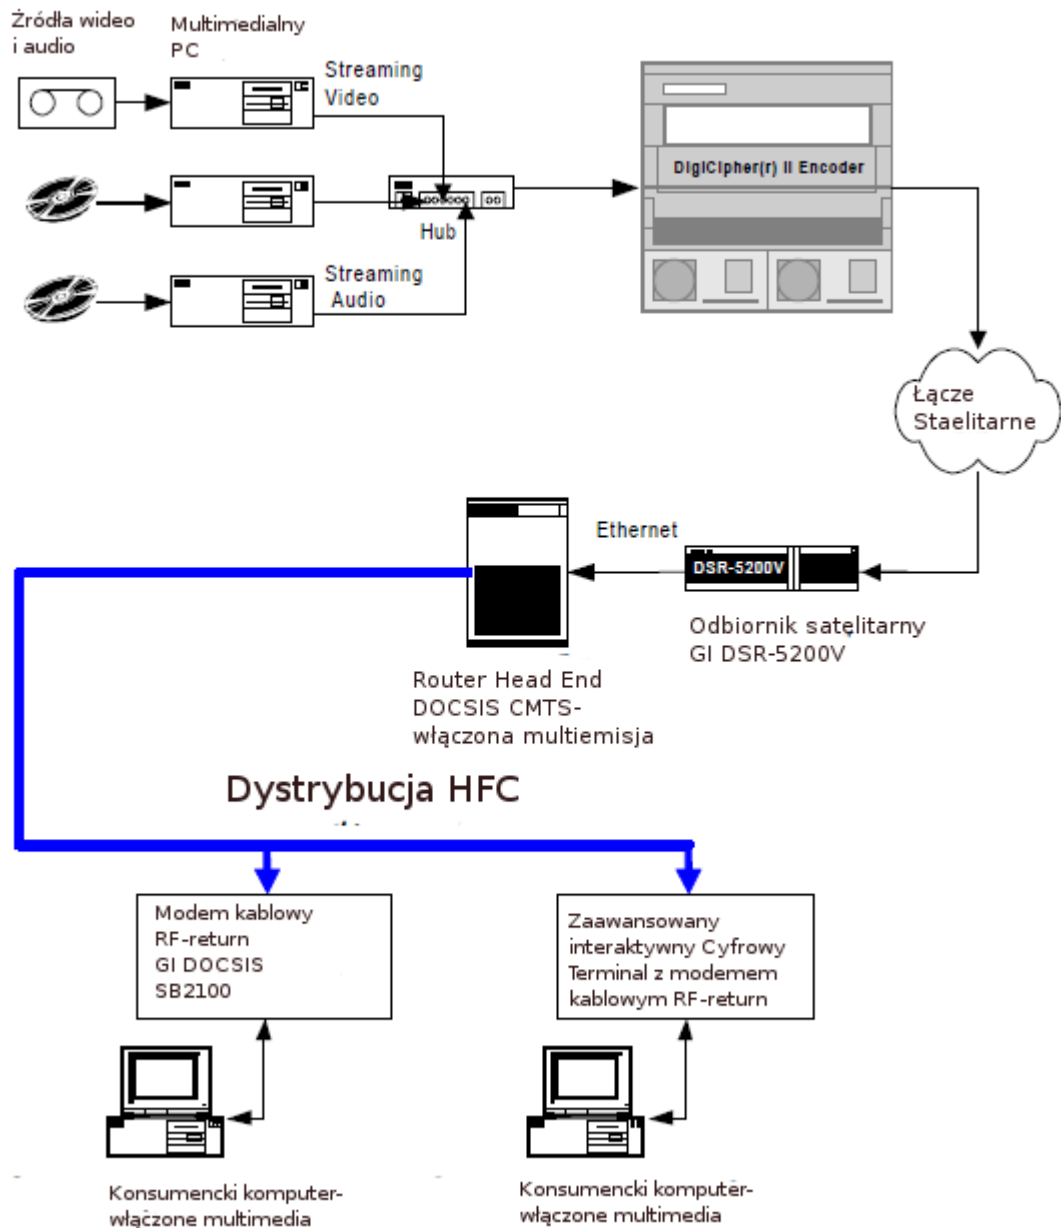 Źródła wideo
i audio
Multimedialny
PC
Streaming
Video
DigiCipher(r) II Encoder
Hub
Streaming
Audio
Łącze
Staelitarne
Ethernet
DSR-5200V
Odbiornik satelitarny
GI DSR-5200V
Router Head End
DOCSIS CMTS-
włączona multiemisja
Dystrybucja HFC
Modem kablowy
RF-return
GI DOCSIS
SB2100
Zaawansowany
interaktywny Cyfrowy
Terminal z modemem
kablowym RF-return
Konsumencki komputer-
włączone multimedia
Konsumencki komputer-
włączone multimedia